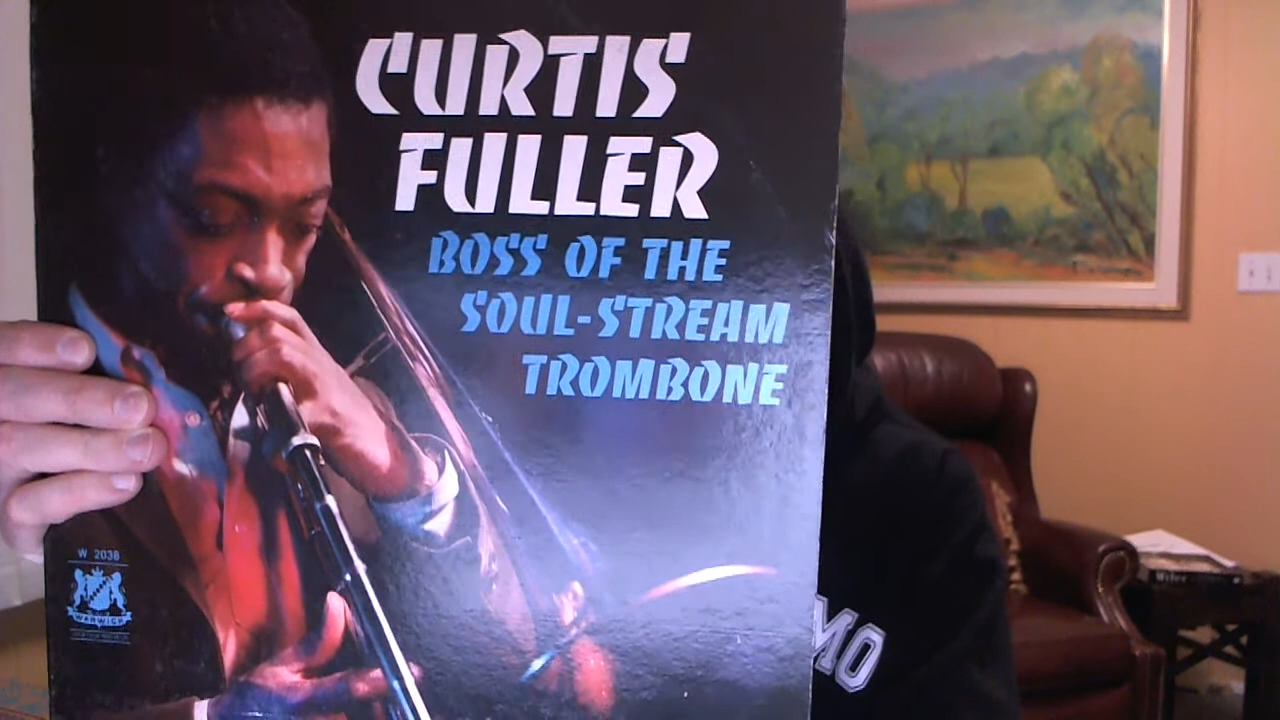 CURTIS
FULLER
BOSS OF THE
SOUL-STREAM
TROMBONE
W 2038
WARWICK
MO